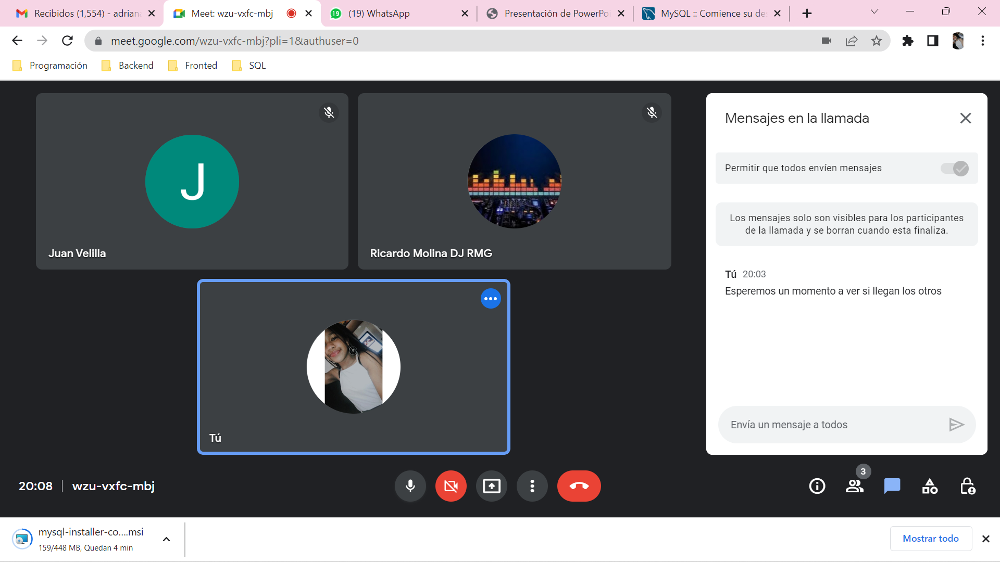 Recibidos (1,554) - adriana
Meet: wzu-vxfc-mbj
19
(19) WhatsApp
Presentación de PowerPoi
MySQL :: Comience su de
meet.google.com/wzu-vxfc-mbj?pli=1&authuser=0
Programación
Backend
Fronted
SQL
J
Juan Velilla
Ricardo Molina DJ RMG
Tú
Mensajes en la llamada
Permitir que todos envíen mensajes
Los mensajes solo son visibles para los participantes
de la llamada y se borran cuando esta finaliza.
Tú 20:03
Esperemos un momento a ver si llegan los otros
Envía un mensaje a todos
20:08
wzu-vxfc-mbj
3
mysql-installer-co....msi
159/448 MB, Quedan 4 min
Mostrar todo